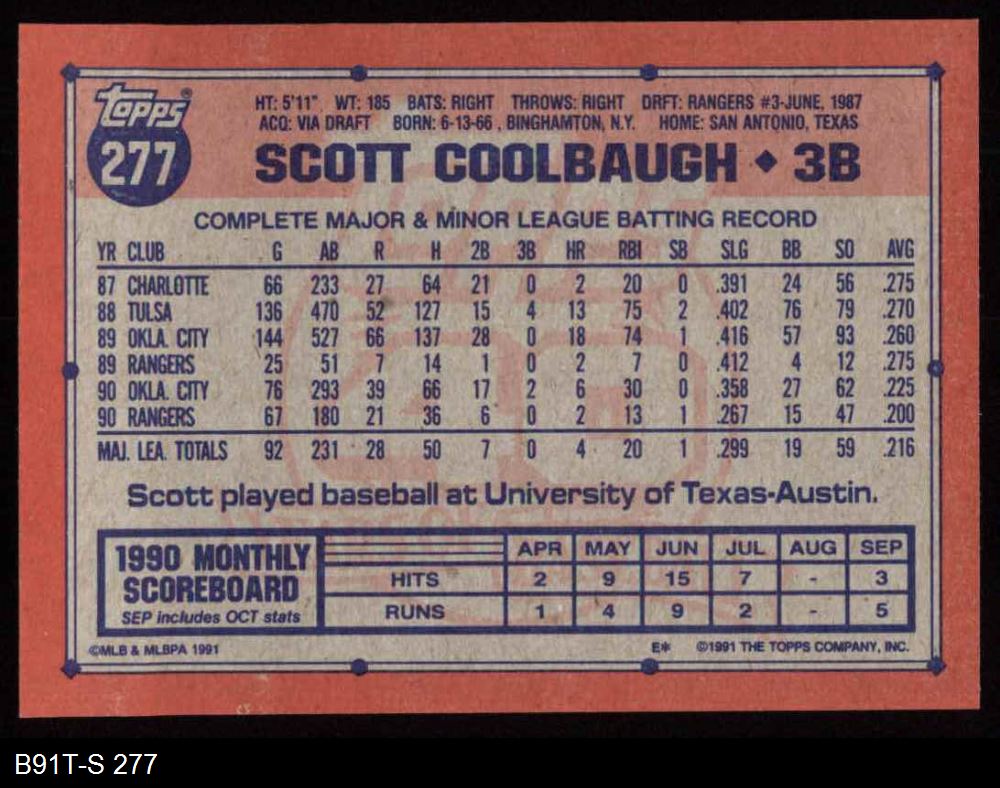 Topps®
277
HT: 5'11" WT: 185 BATS: RIGHT THROWS: RIGHT DRFT: RANGERS #3-JUNE, 1987
ACQ: VIA DRAFT BORN: 6-13-66 , BINGHAMTON, N.Y. HOME: SAN ANTONIO, TEXAS
SCOTT COOLBAUGH ◆ 3B
COMPLETE MAJOR & MINOR LEAGUE BATTING RECORD
YR CLUB G AB R H 2B 3B HR RBI SB SLG BB SO AVG
87 CHARLOTTE 66 233 27 64 21 0 2 20 0 .391 24 56 .275
88 TULSA 136 470 52 127 15 4 13 75 2 .402 76 79 .270
89 OKLA. CITY 144 527 66 137 28 0 18 74 1 .416 57 93 .260
89 RANGERS 25 51 7 14 1 0 2 7 0 .412 4 12 .275
90 OKLA. CITY 76 293 39 66 17 2 6 30 0 .358 27 62 .225
90 RANGERS 67 180 21 36 6 0 2 13 1 .267 15 47 .200
MAJ. LEA. TOTALS 92 231 28 50 7 0 4 20 1 .299 19 59 .216
Scott played baseball at University of Texas-Austin.
1990 MONTHLY
SCOREBOARD
SEP includes OCT stats
APR MAY JUN JUL AUG SEP
HITS 2 9 15 7 - 3
RUNS 1 4 9 2 - 5
©MLB & MLBPA 1991 E* ©1991 THE TOPPS COMPANY, INC.
B91T-S 277